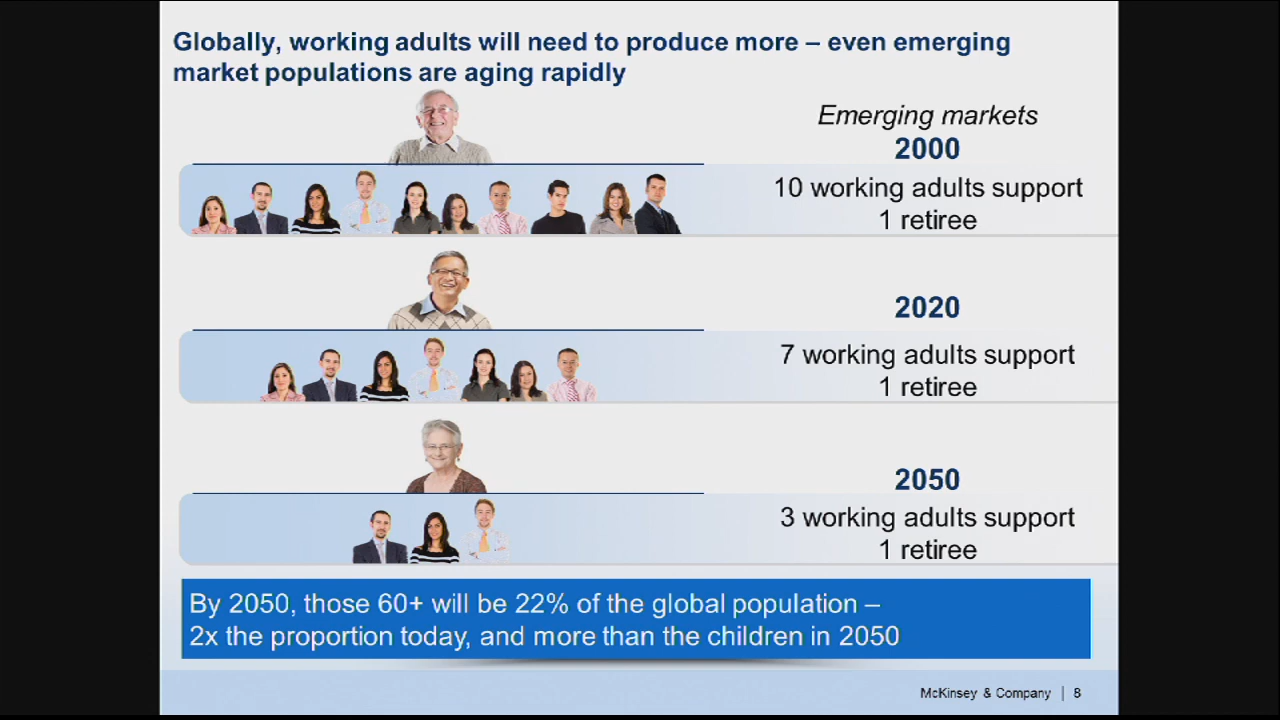 Globally, working adults will need to produce more – even emerging
market populations are aging rapidly
Emerging markets
2000
10 working adults support
1 retiree
2020
7 working adults support
1 retiree
2050
3 working adults support
1 retiree
By 2050, those 60+ will be 22% of the global population –
2x the proportion today, and more than the children in 2050
McKinsey & Company | 8